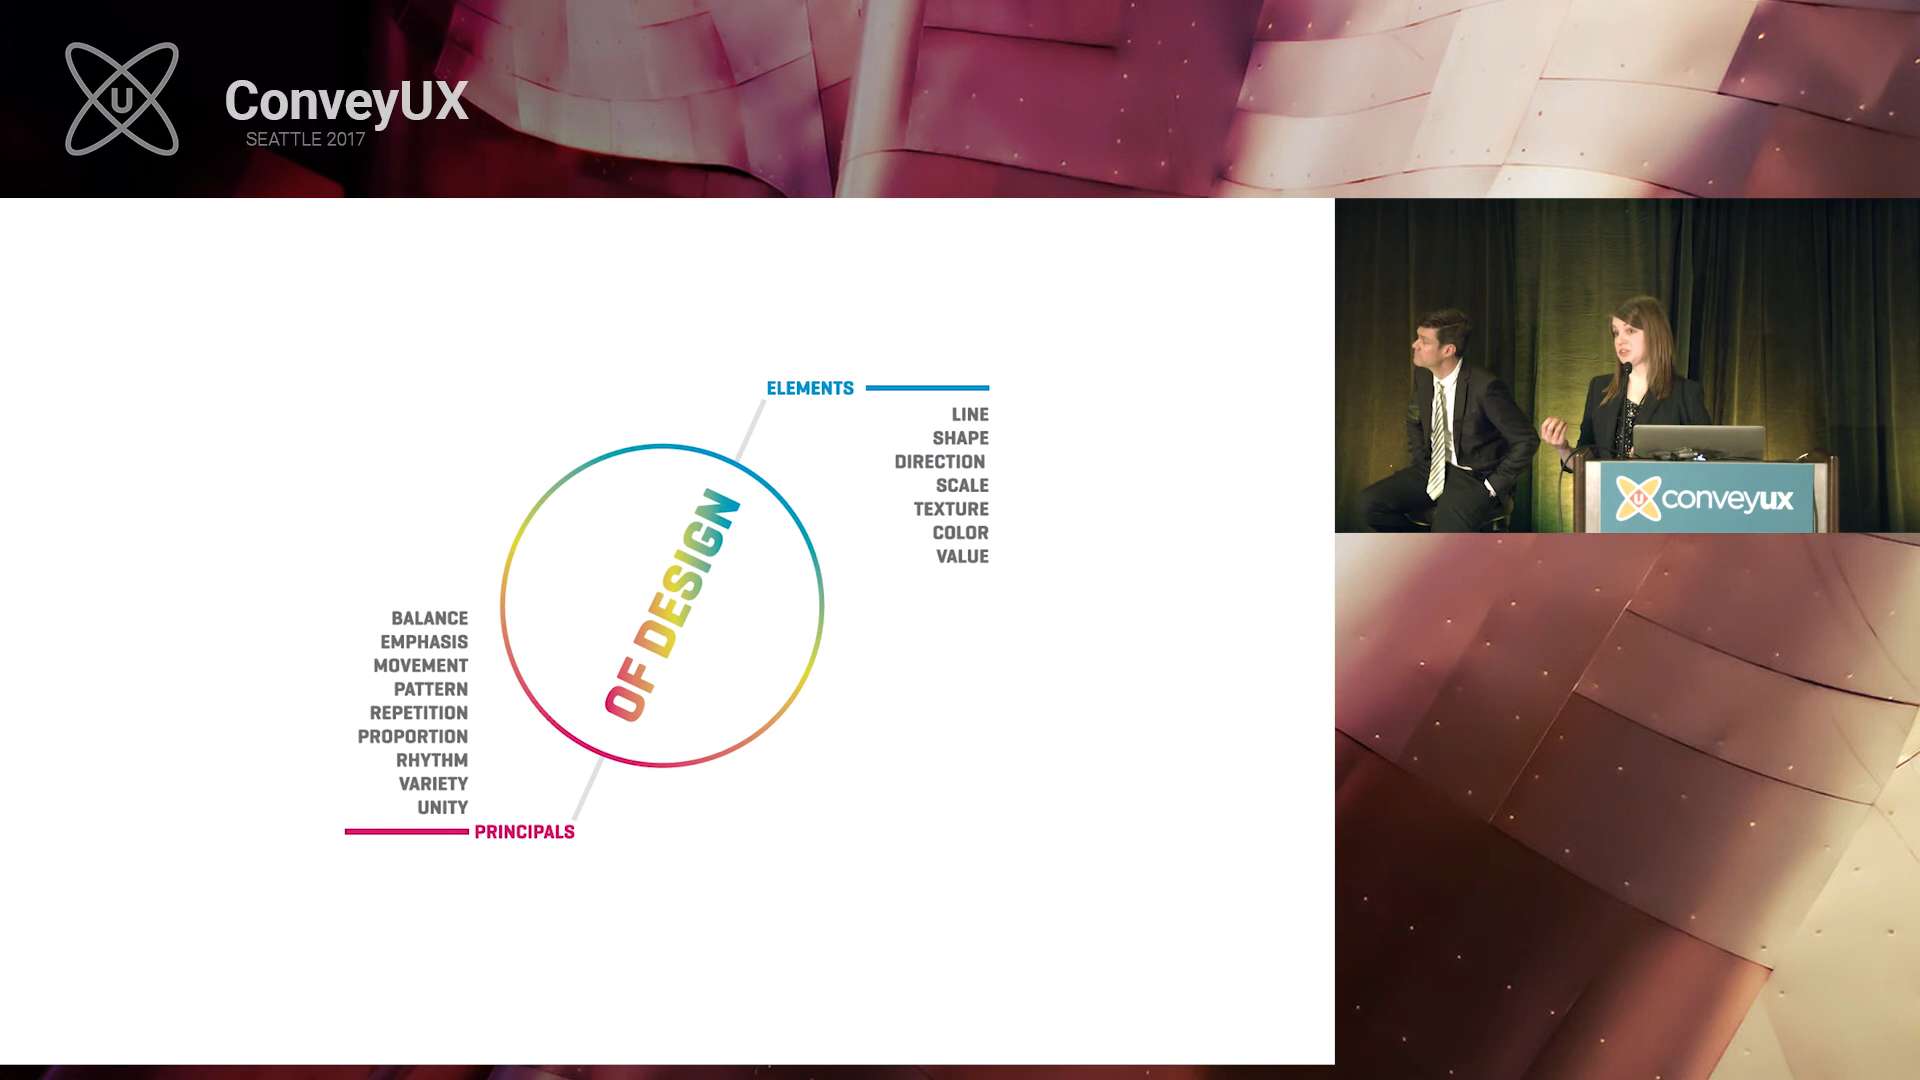 U
ConveyUX
SEATTLE 2017
ELEMENTS
LINE
SHAPE
DIRECTION
SCALE
TEXTURE
COLOR
VALUE
OF DESIGN
BALANCE
EMPHASIS
MOVEMENT
PATTERN
REPETITION
PROPORTION
RHYTHM
VARIETY
UNITY
PRINCIPALS
U conveyux